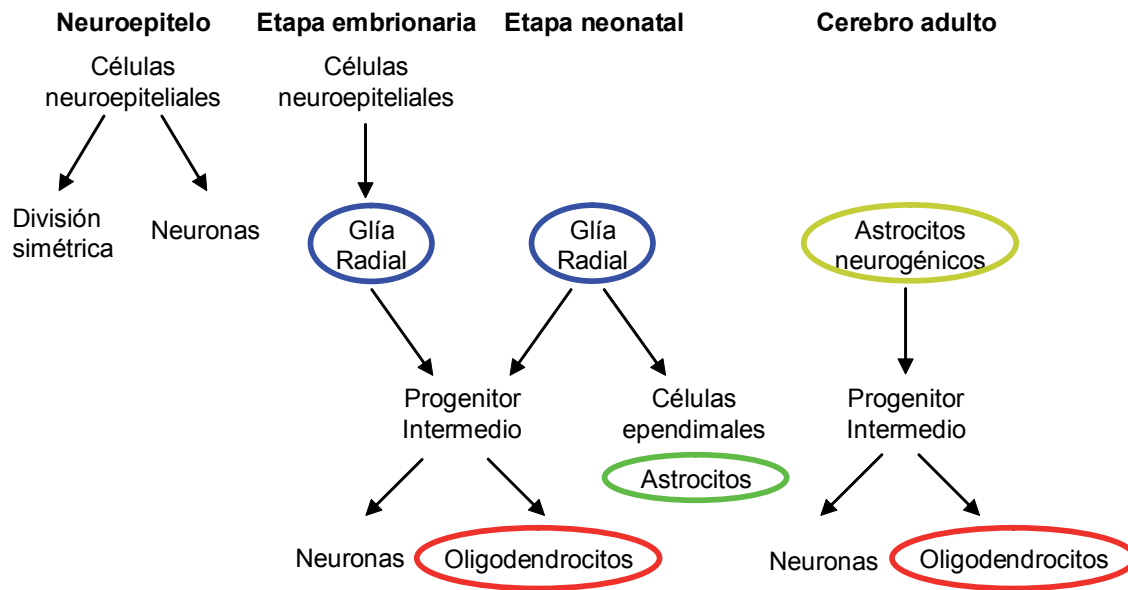 Neuroepitelo
Etapa embrionaria
Etapa neonatal
Cerebro adulto
Células
neuroepiteliales
Células
neuroepiteliales
División
simétrica
Neuronas
Glía
Radial
Glía
Radial
Astrocitos
neurogénicos
Progenitor
Intermedio
Células
ependimales
Astrocitos
Progenitor
Intermedio
Neuronas
Oligodendrocitos
Neuronas
Oligodendrocitos